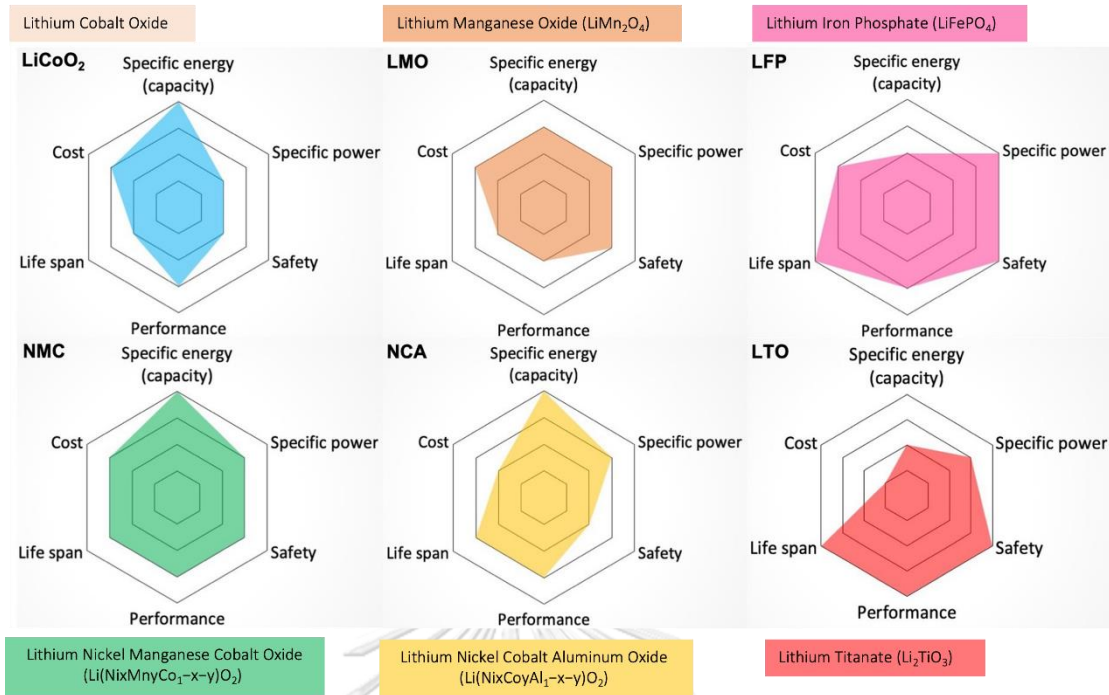 Lithium Cobalt Oxide
Lithium Manganese Oxide (LiMn₂O₄)
Lithium Iron Phosphate (LiFePO₄)
LiCoO₂
Specific energy
(capacity)
Cost
Specific power
Life span
Safety
Performance
LMO
Specific energy
(capacity)
Cost
Specific power
Life span
Safety
Performance
LFP
Specific energy
(capacity)
Cost
Specific power
Life span
Safety
Performance
NMC
Specific energy
(capacity)
Cost
Specific power
Life span
Safety
Performance
NCA
Specific energy
(capacity)
Cost
Specific power
Life span
Safety
Performance
LTO
Specific energy
(capacity)
Cost
Specific power
Life span
Safety
Performance
Lithium Nickel Manganese Cobalt Oxide
(Li(NixMnyCo₁−x−y)O₂)
Lithium Nickel Cobalt Aluminum Oxide
(Li(NixCoyAl₁−x−y)O₂)
Lithium Titanate (Li₂TiO₃)